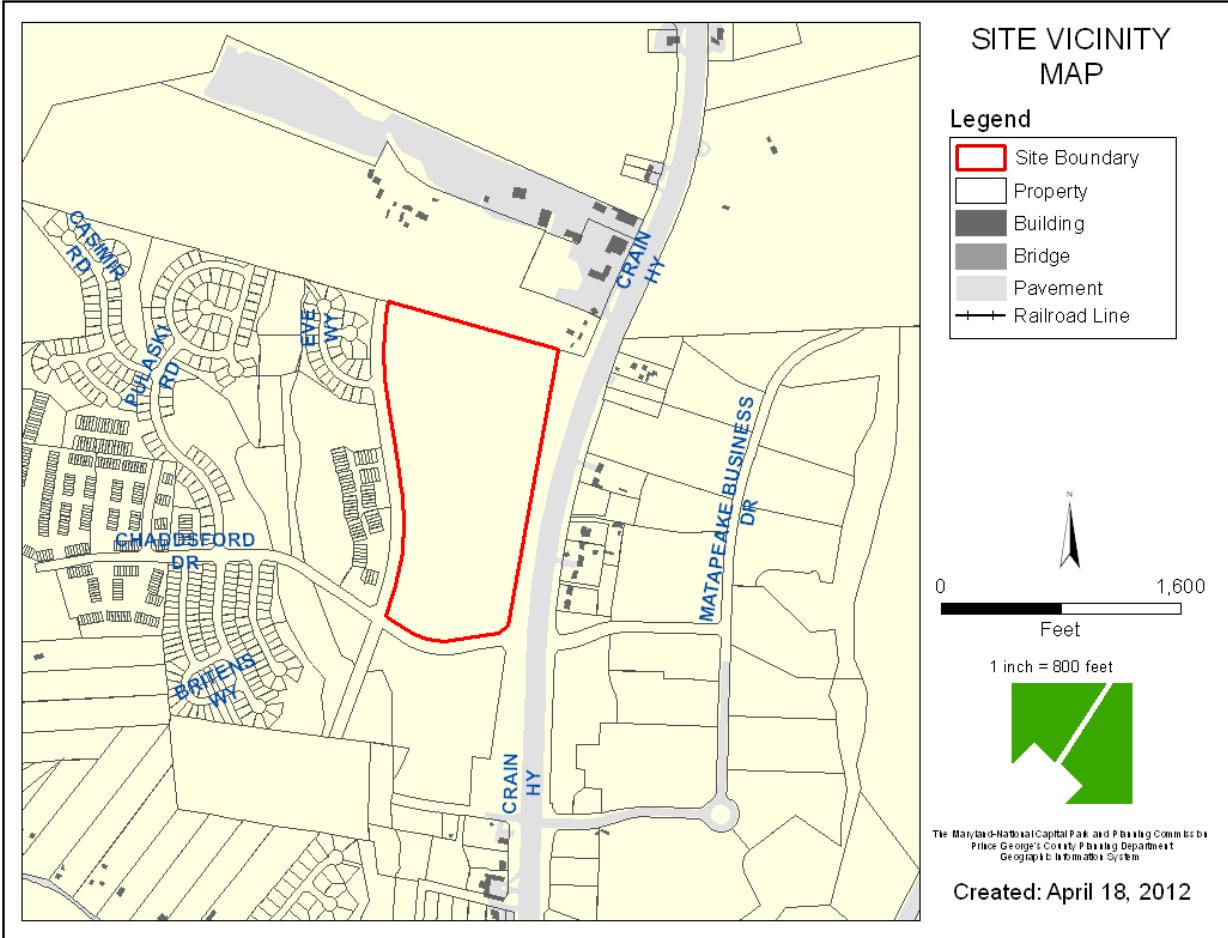 SITE VICINITY
MAP
Legend
Site Boundary
Property
Building
Bridge
Pavement
Railroad Line
CASIMIR
RD
PULASKI
RD
EVE
WY
CRAIN
HY
MATAPEAKE BUSINESS
DR
CHADDSFORD
DR
BRITENS
WY
CRAIN
HY
N
0 1,600
Feet
1 inch = 800 feet
The Maryland-National Capital Park and Planning Commission
Prince George's County Planning Department
Geographic Information System
Created: April 18, 2012